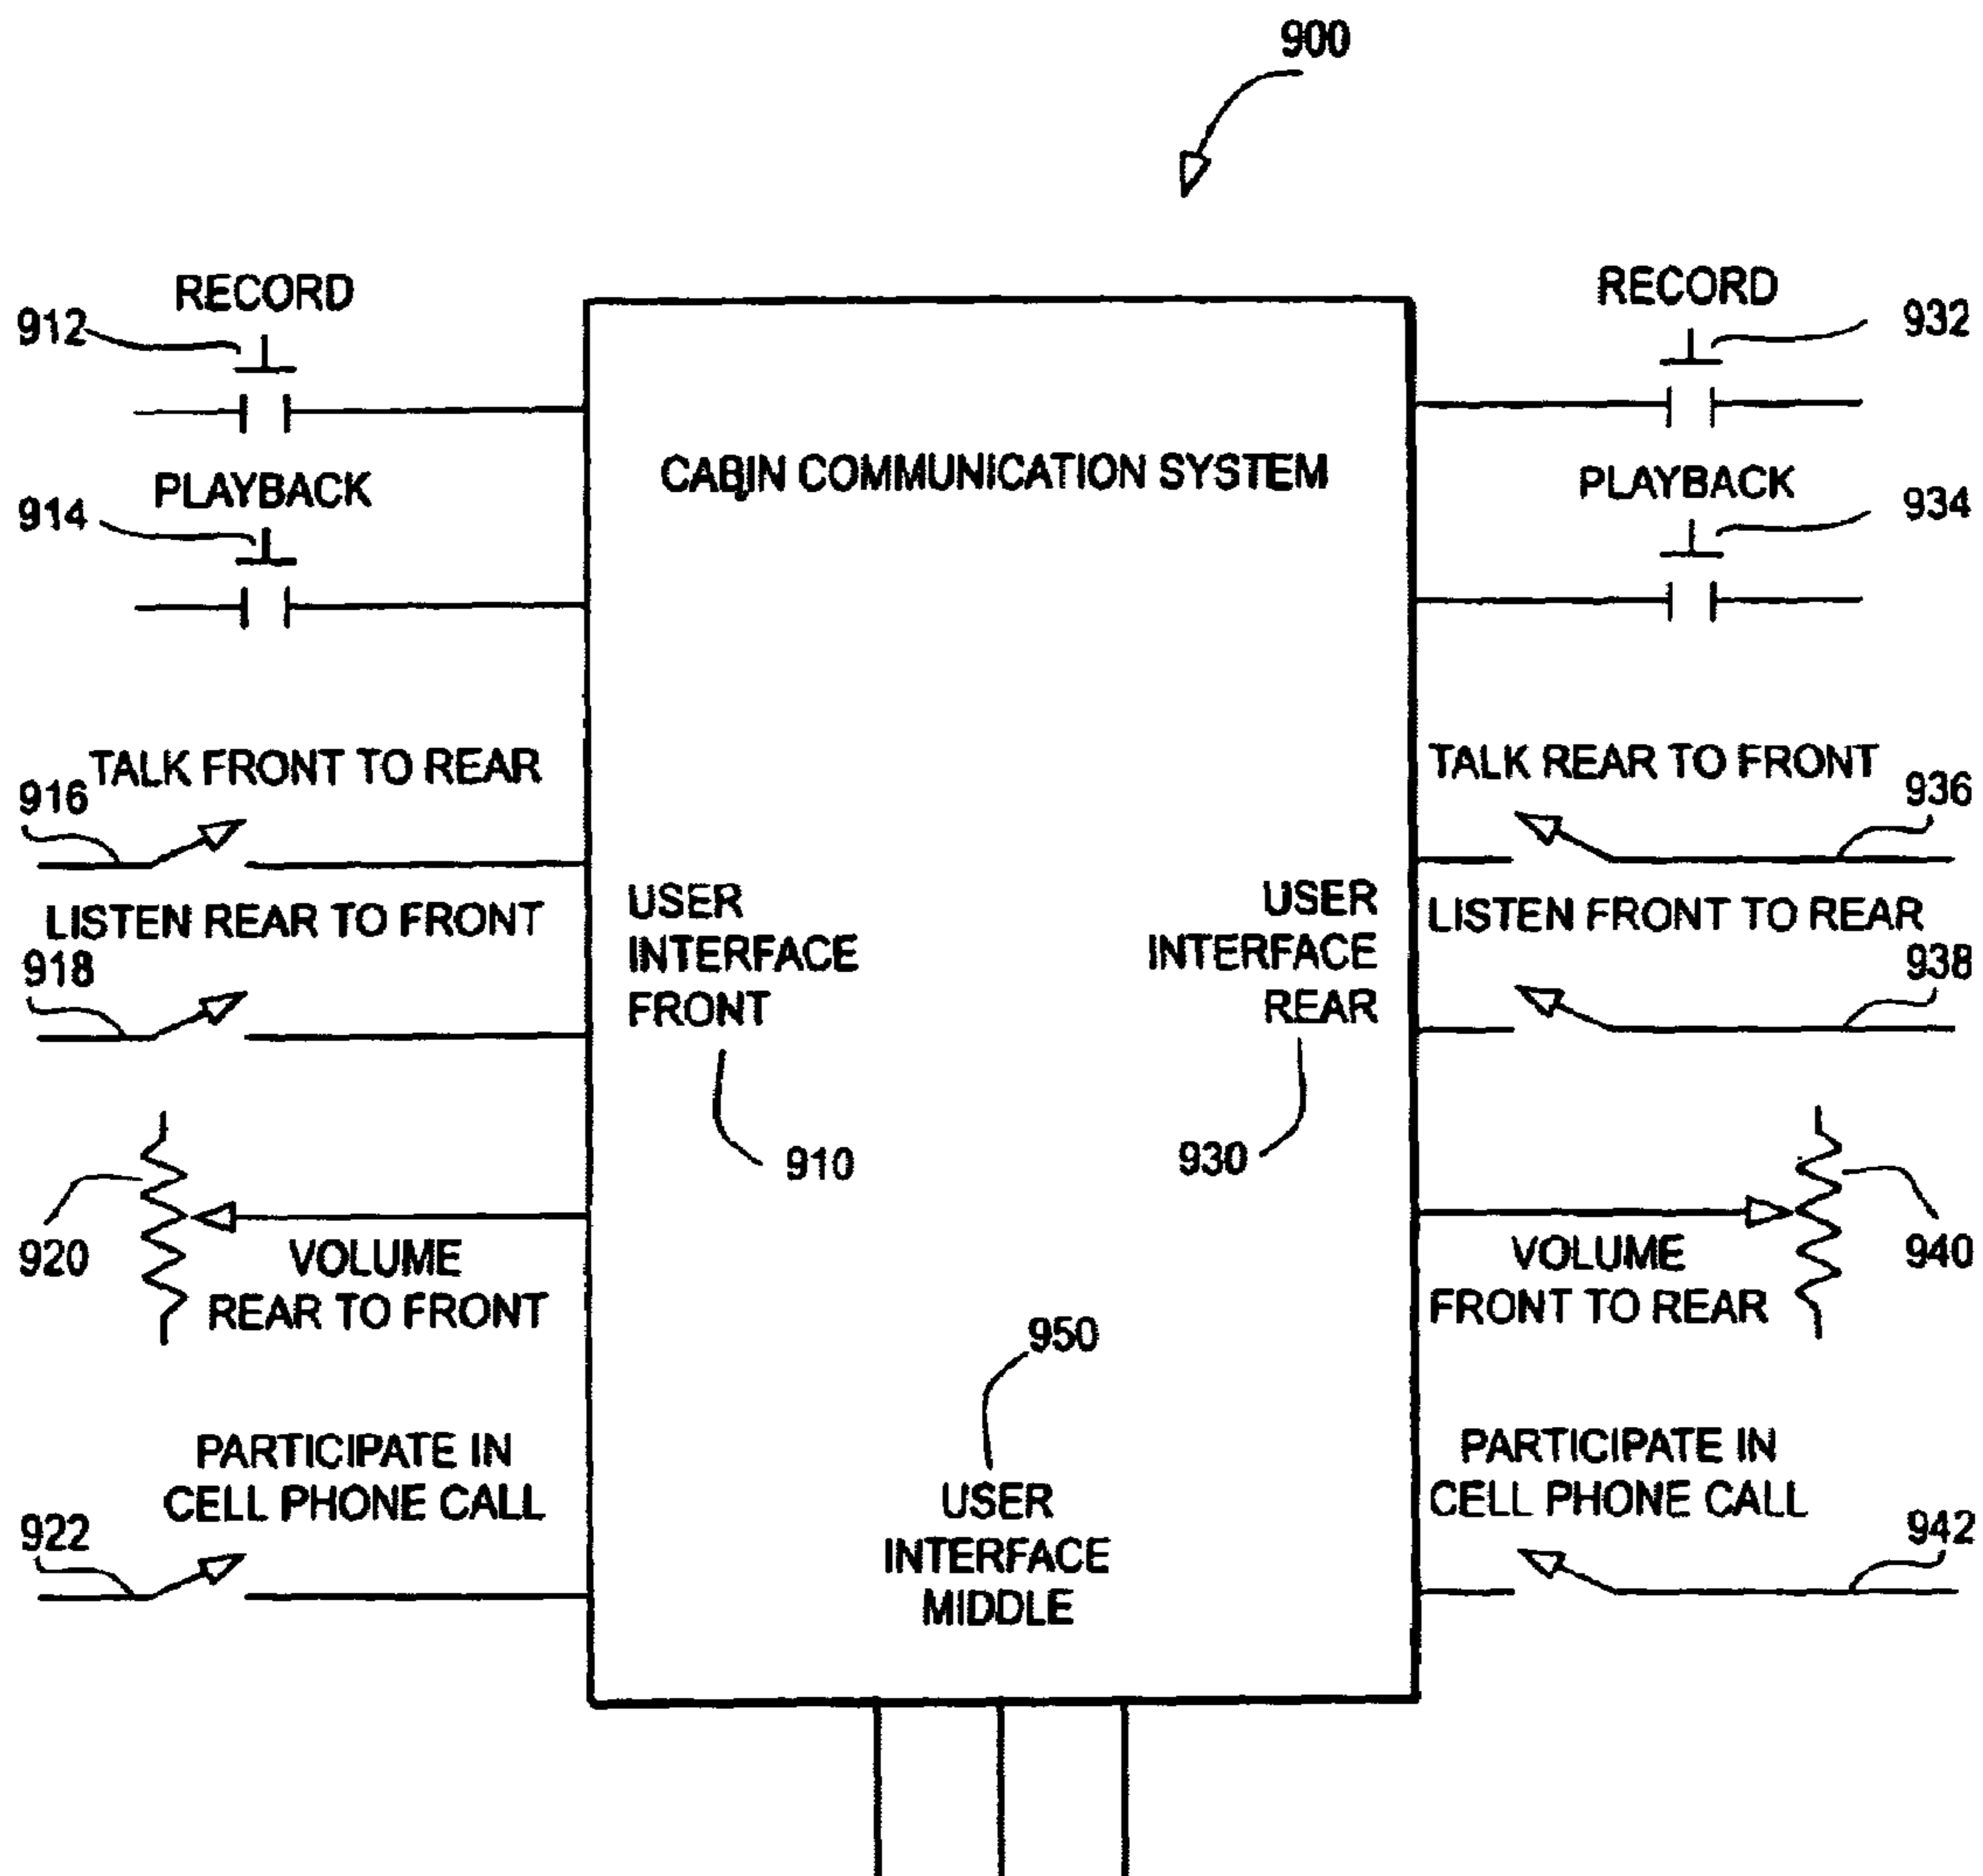 900
RECORD
912
PLAYBACK
914
TALK FRONT TO REAR
916
LISTEN REAR TO FRONT
918
920
VOLUME
REAR TO FRONT
PARTICIPATE IN
CELL PHONE CALL
922
CABIN COMMUNICATION SYSTEM
USER
INTERFACE
FRONT
910
USER
INTERFACE
REAR
930
950
USER
INTERFACE
MIDDLE
RECORD
932
PLAYBACK
934
TALK REAR TO FRONT
936
LISTEN FRONT TO REAR
938
940
VOLUME
FRONT TO REAR
PARTICIPATE IN
CELL PHONE CALL
942